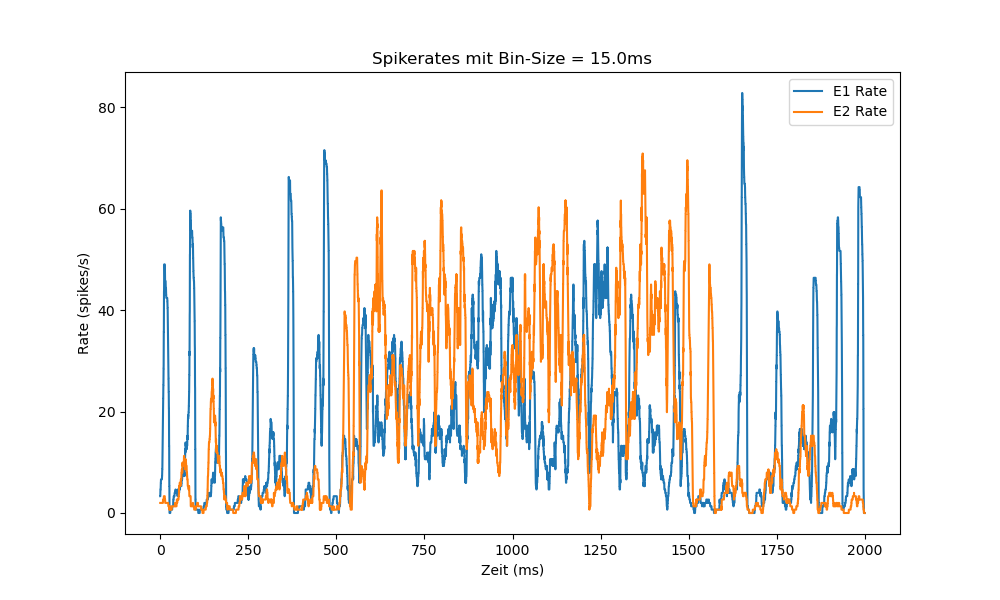 Spikerates mit Bin-Size = 15.0ms
E1 Rate
E2 Rate
80
60
40
20
0
Rate (spikes/s)
0 250 500 750 1000 1250 1500 1750 2000
Zeit (ms)